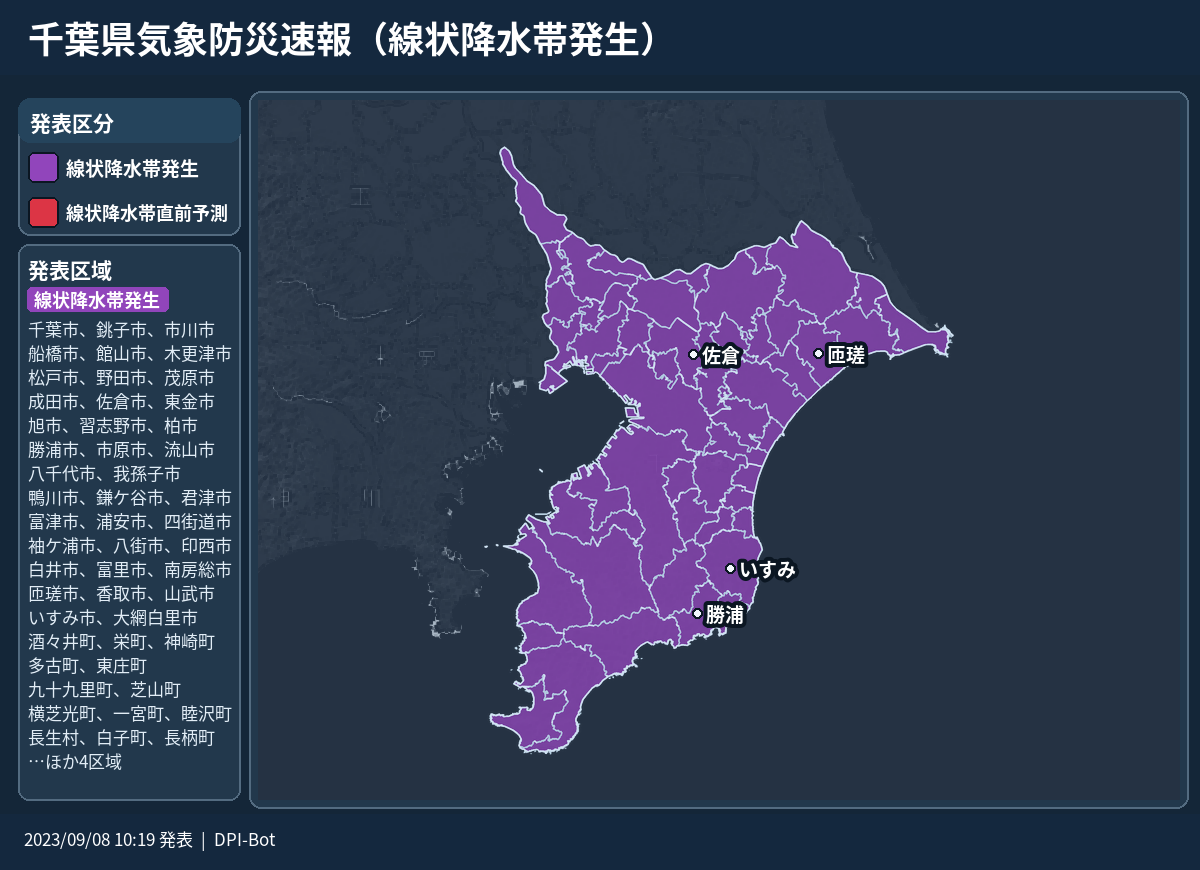 千葉県気象防災速報（線状降水帯発生）
発表区分
線状降水帯発生
線状降水帯直前予測
発表区域
線状降水帯発生
千葉市、銚子市、市川市
船橋市、館山市、木更津市
松戸市、野田市、茂原市
成田市、佐倉市、東金市
旭市、習志野市、柏市
勝浦市、市原市、流山市
八千代市、我孫子市
鴨川市、鎌ケ谷市、君津市
富津市、浦安市、四街道市
袖ケ浦市、八街市、印西市
白井市、富里市、南房総市
匝瑳市、香取市、山武市
いすみ市、大網白里市
酒々井町、栄町、神崎町
多古町、東庄町
九十九里町、芝山町
横芝光町、一宮町、睦沢町
長生村、白子町、長柄町
…ほか4区域
佐倉
匝瑳
いすみ
勝浦
2023/09/08 10:19 発表｜DPI-Bot